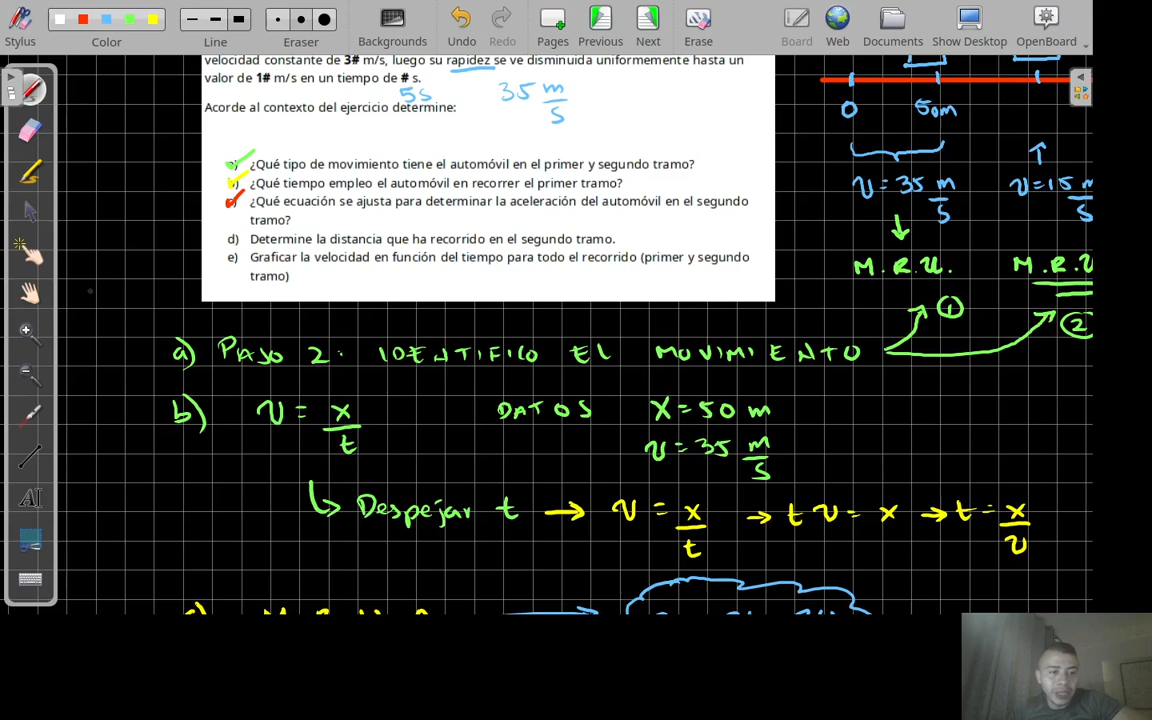 Stylus
Color
Line
Eraser
Backgrounds
Undo
Redo
Pages
Previous
Next
Erase
Board
Web
Documents
Show Desktop
OpenBoard
velocidad constante de 3# m/s, luego su rapidez se ve disminuida uniformemente hasta un
valor de 1# m/s en un tiempo de # s.
5s
35 m/s
Acorde al contexto del ejercicio determine:
¿Qué tipo de movimiento tiene el automóvil en el primer y segundo tramo?
¿Qué tiempo empleo el automóvil en recorrer el primer tramo?
¿Qué ecuación se ajusta para determinar la aceleración del automóvil en el segundo
tramo?
d) Determine la distancia que ha recorrido en el segundo tramo.
e) Graficar la velocidad en función del tiempo para todo el recorrido (primer y segundo
tramo)
0 50m
v = 35 m/s
v = 15 m/s
M.R.U.
M.R.U
1
2
a) PASO 2: IDENTIFICO EL MOVIMIENTO
b) v = x/t
DATOS x = 50 m
v = 35 m/s
Despejar t → v = x/t → t v = x → t = x/v
AI